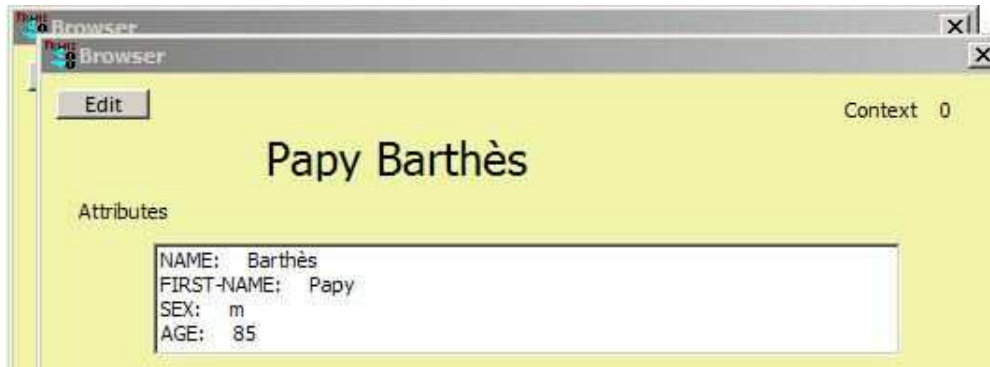 Browser
Browser
Edit
Context 0
Papy Barthès
Attributes
NAME: Barthès
FIRST-NAME: Papy
SEX: m
AGE: 85